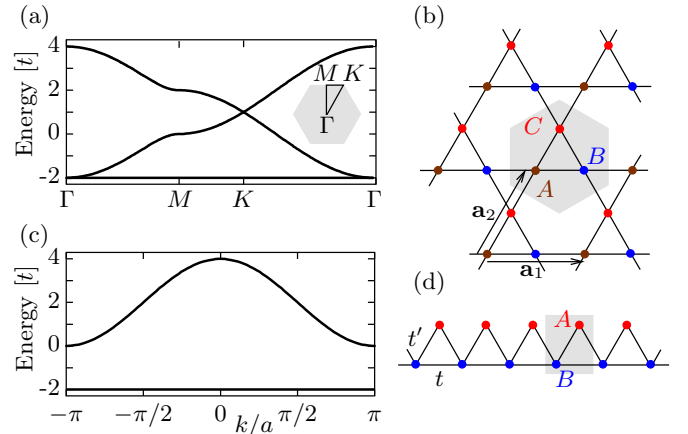 (a)
Energy [t]
4
2
0
-2
Γ
M
K
Γ
M K
Γ
(b)
C
B
A
a₂
a₁
(c)
Energy [t]
4
2
0
-2
−π
−π/2
0
k/a
π/2
π
(d)
A
t′
t
B